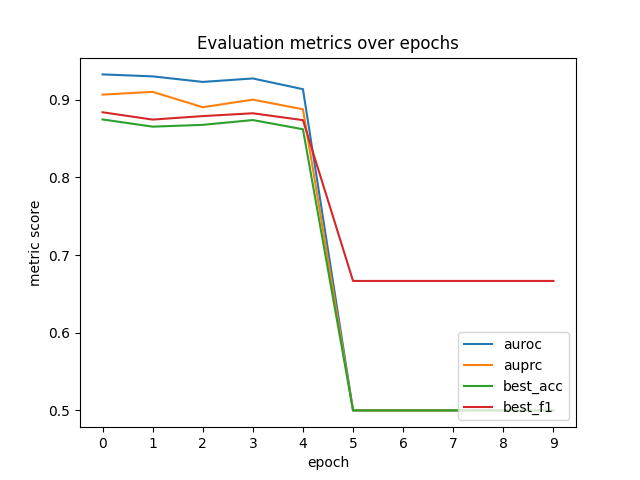 Evaluation metrics over epochs
metric score
0.9
0.8
0.7
0.6
0.5
auroc
auprc
best_acc
best_f1
0 1 2 3 4 5 6 7 8 9
epoch